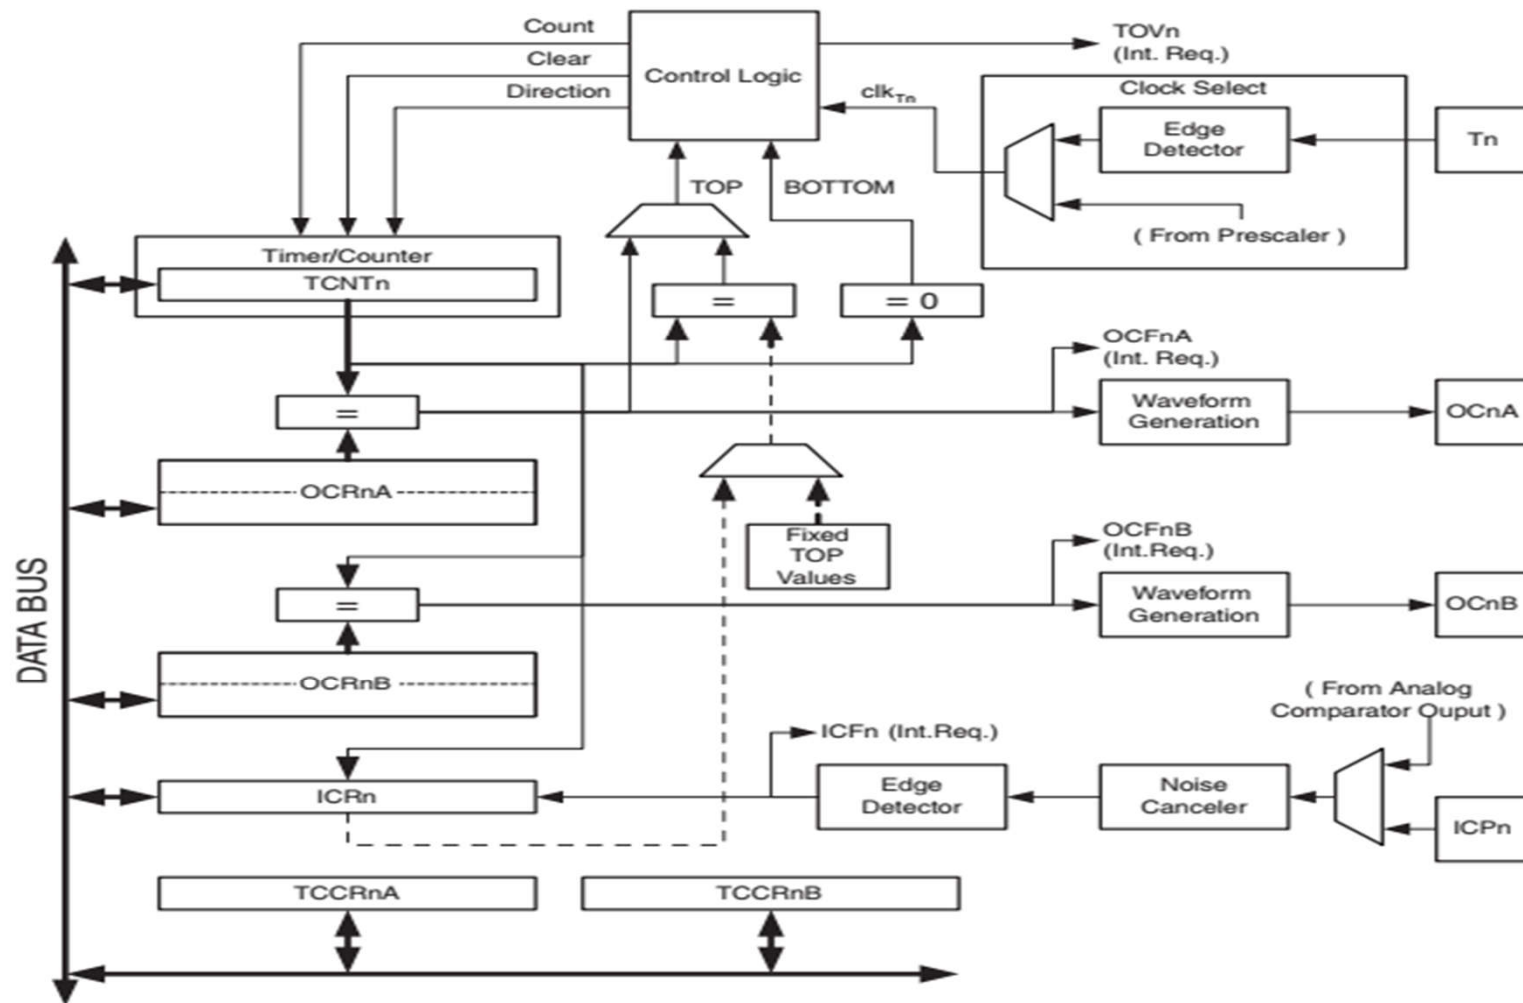 Count
Clear
Direction
Control Logic
TOVn
(Int. Req.)
clkTn
Clock Select
Edge
Detector
Tn
( From Prescaler )
TOP
BOTTOM
Timer/Counter
TCNTn
=
= 0
OCFnA
(Int. Req.)
=
Waveform
Generation
OCnA
OCRnA
Fixed
TOP
Values
OCFnB
(Int.Req.)
=
Waveform
Generation
OCnB
DATA BUS
OCRnB
( From Analog
Comparator Ouput )
ICFn (Int.Req.)
ICRn
Edge
Detector
Noise
Canceler
ICPn
TCCRnA
TCCRnB